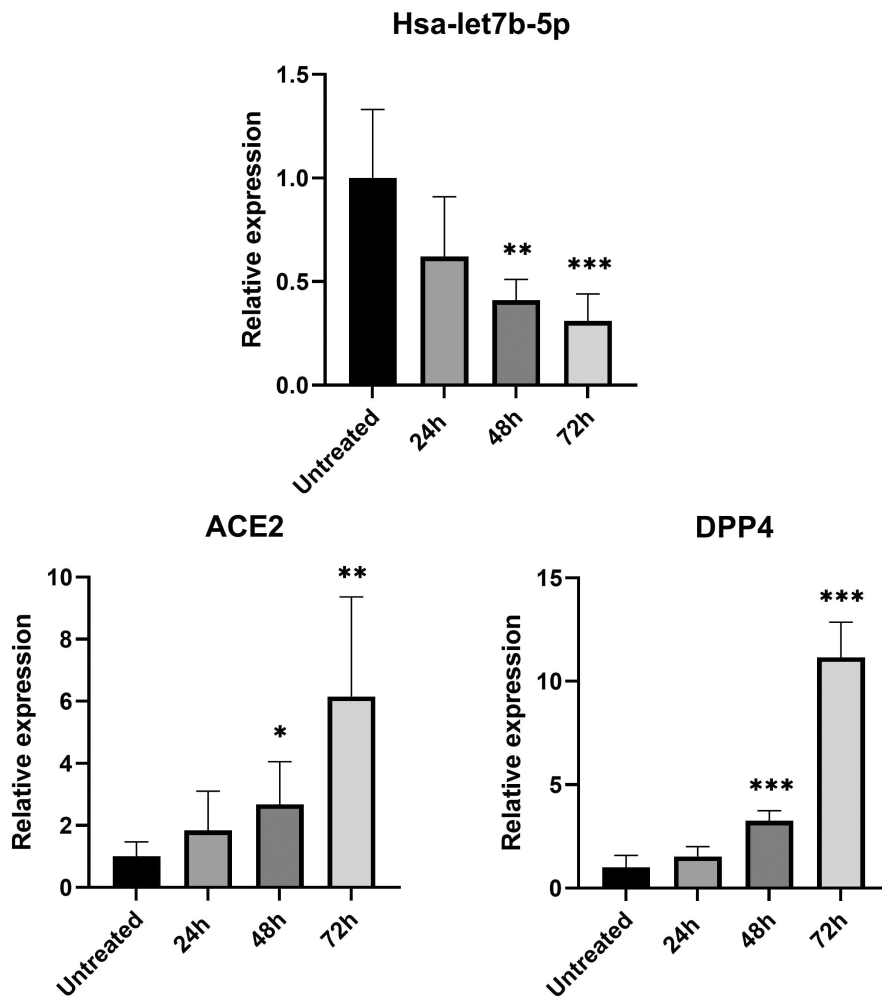 Hsa-let7b-5p
Relative expression
1.5
1.0
0.5
0.0
**
***
Untreated
24h
48h
72h
ACE2
Relative expression
10
8
6
4
2
0
*
**
Untreated
24h
48h
72h
DPP4
Relative expression
15
10
5
0
***
***
Untreated
24h
48h
72h